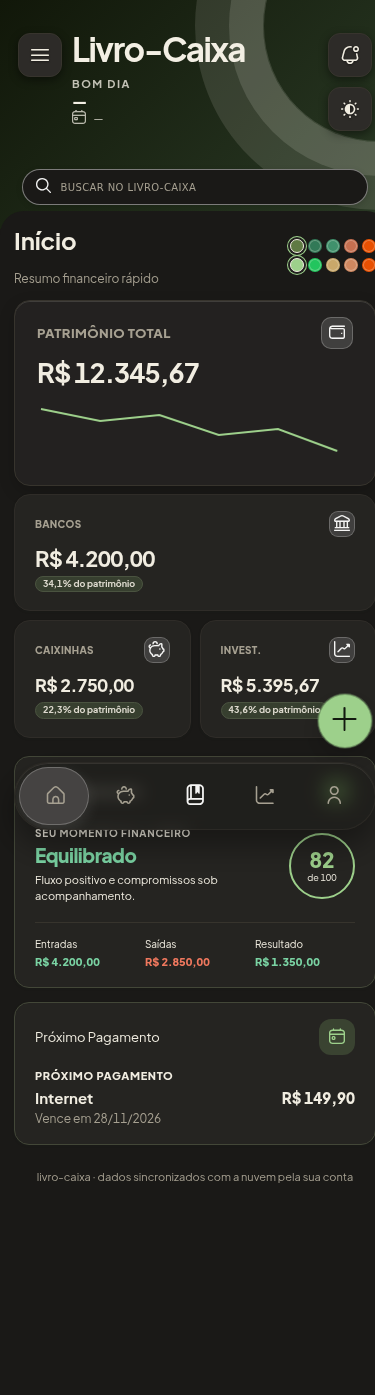 Livro-Caixa
BOM DIA
—
—
BUSCAR NO LIVRO-CAIXA
Início
Resumo financeiro rápido
PATRIMÔNIO TOTAL
R$ 12.345,67
BANCOS
R$ 4.200,00
34,1% do patrimônio
CAIXINHAS
R$ 2.750,00
22,3% do patrimônio
INVEST.
R$ 5.395,67
43,6% do patrimônio
SEU MOMENTO FINANCEIRO
Equilibrado
Fluxo positivo e compromissos sob
acompanhamento.
82
de 100
Entradas
R$ 4.200,00
Saídas
R$ 2.850,00
Resultado
R$ 1.350,00
Próximo Pagamento
PRÓXIMO PAGAMENTO
Internet
R$ 149,90
Vence em 28/11/2026
livro-caixa · dados sincronizados com a nuvem pela sua conta